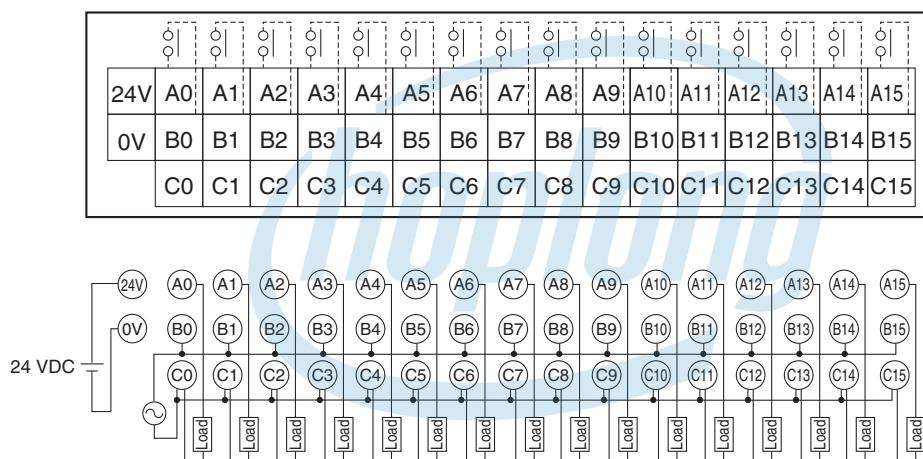 24V A0 A1 A2 A3 A4 A5 A6 A7 A8 A9 A10 A11 A12 A13 A14 A15
0V B0 B1 B2 B3 B4 B5 B6 B7 B8 B9 B10 B11 B12 B13 B14 B15
C0 C1 C2 C3 C4 C5 C6 C7 C8 C9 C10 C11 C12 C13 C14 C15
hoplong
24V A0 A1 A2 A3 A4 A5 A6 A7 A8 A9 A10 A11 A12 A13 A14 A15
0V B0 B1 B2 B3 B4 B5 B6 B7 B8 B9 B10 B11 B12 B13 B14 B15
24 VDC
C0 C1 C2 C3 C4 C5 C6 C7 C8 C9 C10 C11 C12 C13 C14 C15
Load Load Load Load Load Load Load Load Load Load Load Load Load Load Load Load